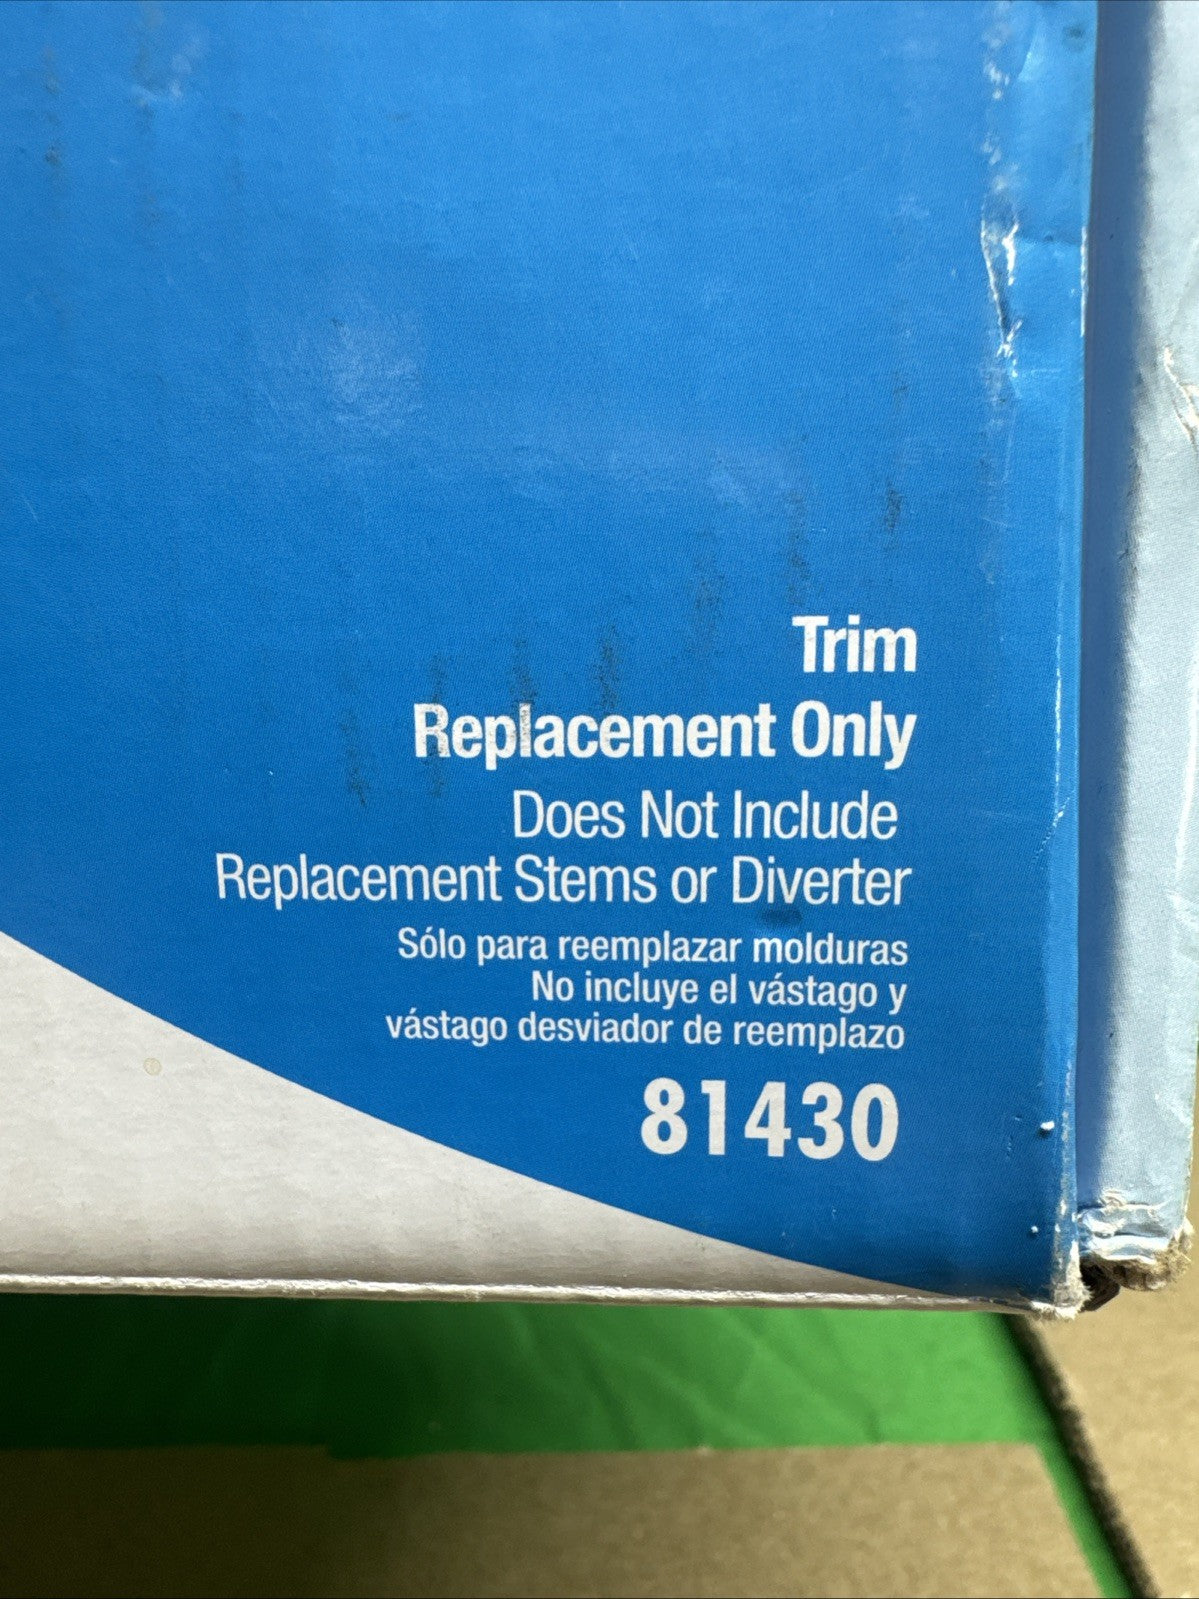 Trim
Replacement Only
Does Not Include
Replacement Stems or Diverter
Sólo para reemplazar molduras
No incluye el vástago y
vástago desviador de reemplazo
81430